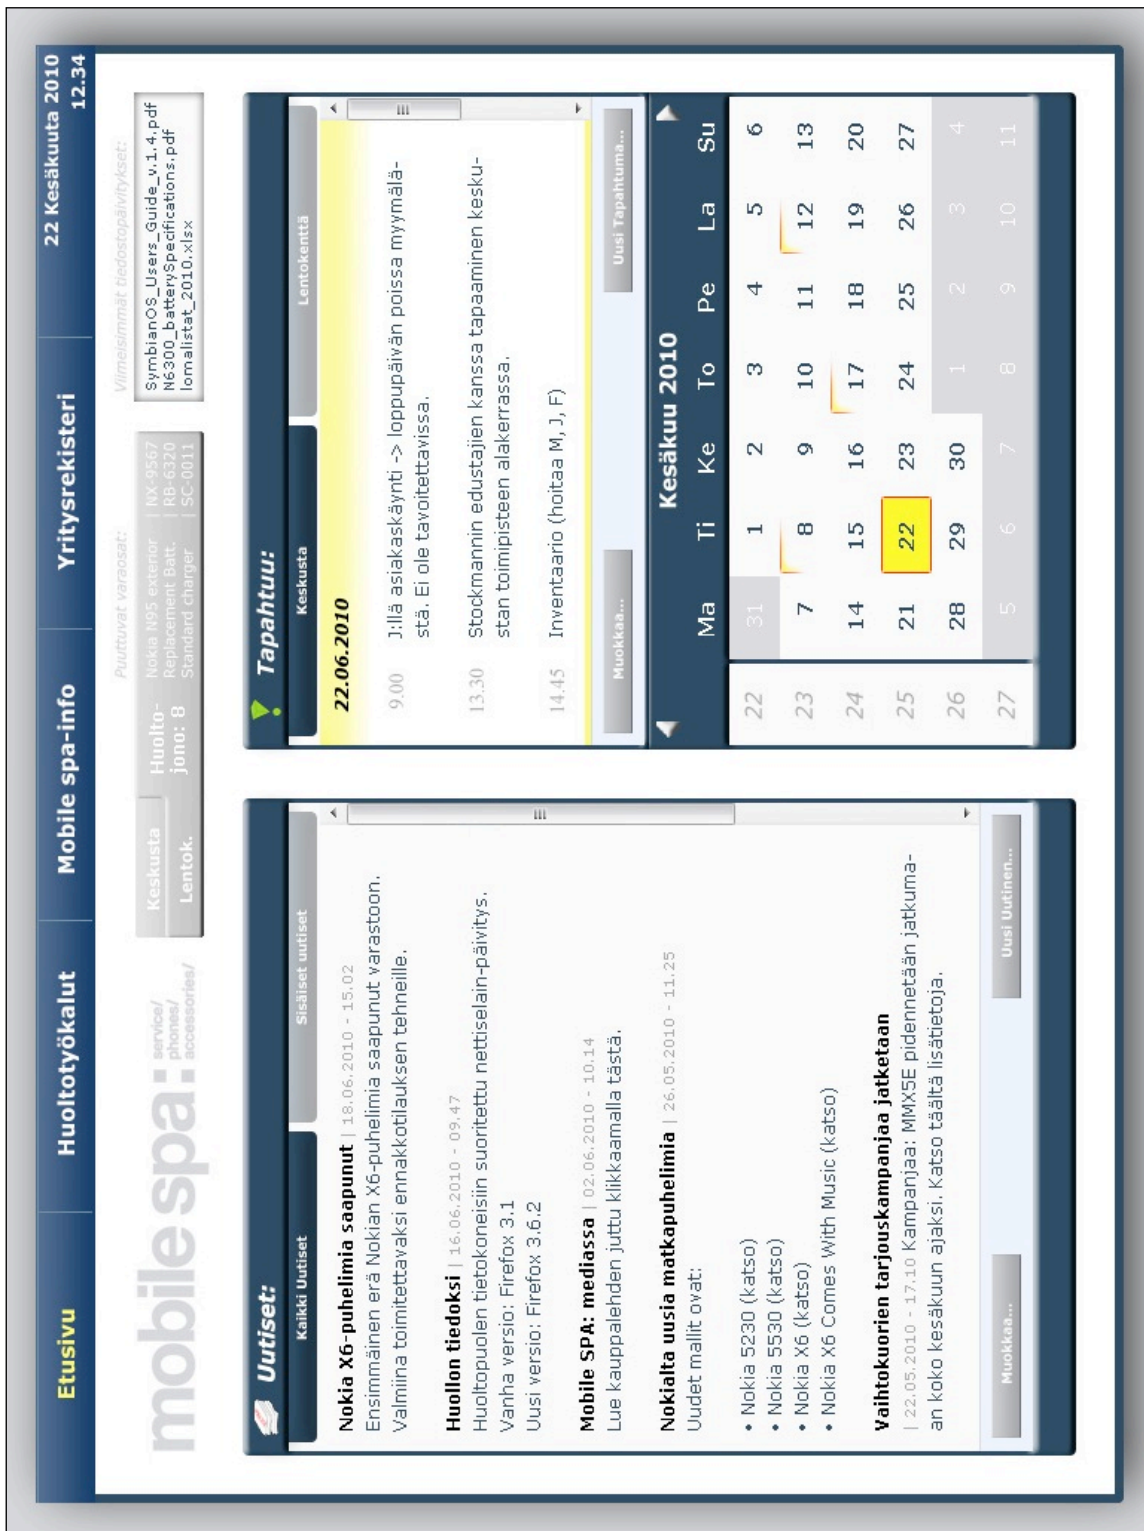 Etusivu
Huoltotyökalut
Mobile spa-info
Yritysrekisteri
22 Kesäkuuta 2010
12.34
mobile spa:
service/
phones/
accessories/
Keskusta
Lentok.
Huolto-
jono: 8
Puuttuvat varaosat:
Nokia N95 exterior | NX-9567
Replacement Batt. | RB-6320
Standard charger | SC-0011
Viimeisimmät tiedostopäivitykset:
SymbianOS_Users_Guide_v.1.4.pdf
N6300_batterySpecifications.pdf
lomalistat_2010.xlsx
Uutiset:
Kaikki Uutiset
Sisäiset uutiset
Nokia X6-puhelimia saapunut | 18.06.2010 - 15.02
Ensimmäinen erä Nokian X6-puhelimia saapunut varastoon.
Valmiina toimitettavaksi ennakkotilauksen tehneille.
Huollon tiedoksi | 16.06.2010 - 09.47
Huoltopuolen tietokoneisiin suoritettu nettiselain-päivitys.
Vanha versio: Firefox 3.1
Uusi versio: Firefox 3.6.2
Mobile SPA: mediassa | 02.06.2010 - 10.14
Lue kauppalehden juttu klikkaamalla tästä.
Nokialta uusia matkapuhelimia | 26.05.2010 - 11.25
Uudet mallit ovat:
• Nokia 5230 (katso)
• Nokia 5530 (katso)
• Nokia X6 (katso)
• Nokia X6 Comes With Music (katso)
Vaihtokuorien tarjouskampanjaa jatketaan
| 22.05.2010 - 17.10 Kampanjaa: MMX5E pidennetään jatkuma-
an koko kesäkuun ajaksi. Katso täältä lisätietoja.
Muokkaa...
Uusi Uutinen...
Tapahtuu:
Keskusta
Lentokenttä
22.06.2010
9.00 J:llä asiakaskäynti -> loppupäivän poissa myymälä-
stä. Ei ole tavoitettavissa.
13.30 Stockmannin edustajien kanssa tapaaminen kesku-
stan toimipisteen alakerrassa.
14.45 Inventaario (hoitaa M, J, F)
Muokkaa...
Uusi Tapahtuma...
Kesäkuu 2010
Ma Ti Ke To Pe La Su
22 31 1 2 3 4 5 6
23 7 8 9 10 11 12 13
24 14 15 16 17 18 19 20
25 21 22 23 24 25 26 27
26 28 29 30 1 2 3 4
27 5 6 7 8 9 10 11